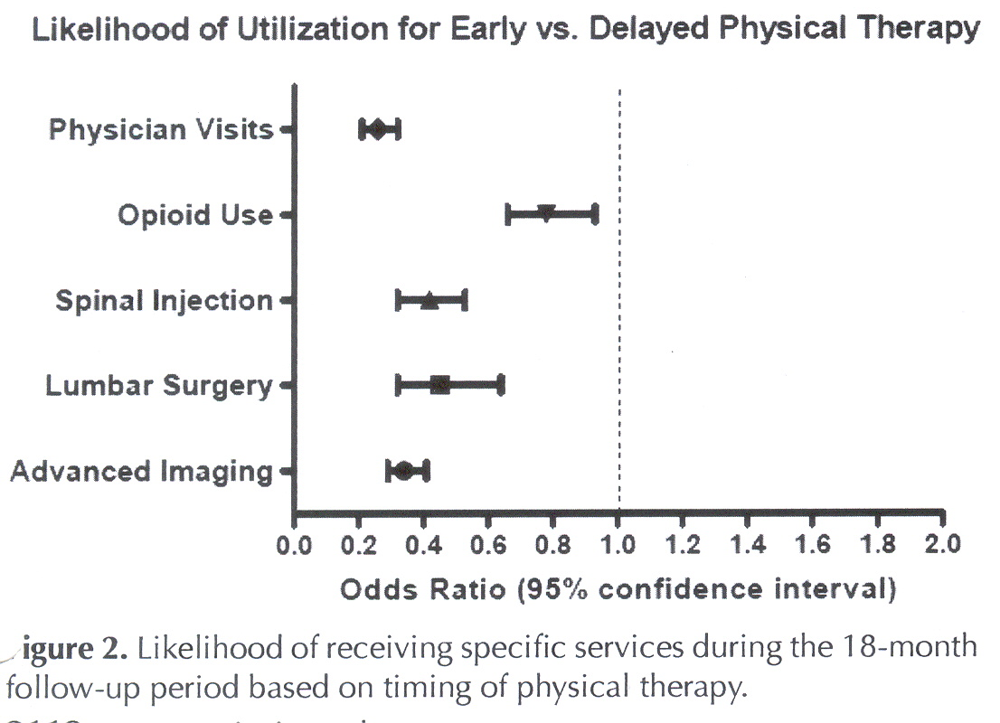 Likelihood of Utilization for Early vs. Delayed Physical Therapy
Physician Visits
Opioid Use
Spinal Injection
Lumbar Surgery
Advanced Imaging
0.0 0.2 0.4 0.6 0.8 1.0 1.2 1.4 1.6 1.8 2.0
Odds Ratio (95% confidence interval)
igure 2. Likelihood of receiving specific services during the 18-month
follow-up period based on timing of physical therapy.